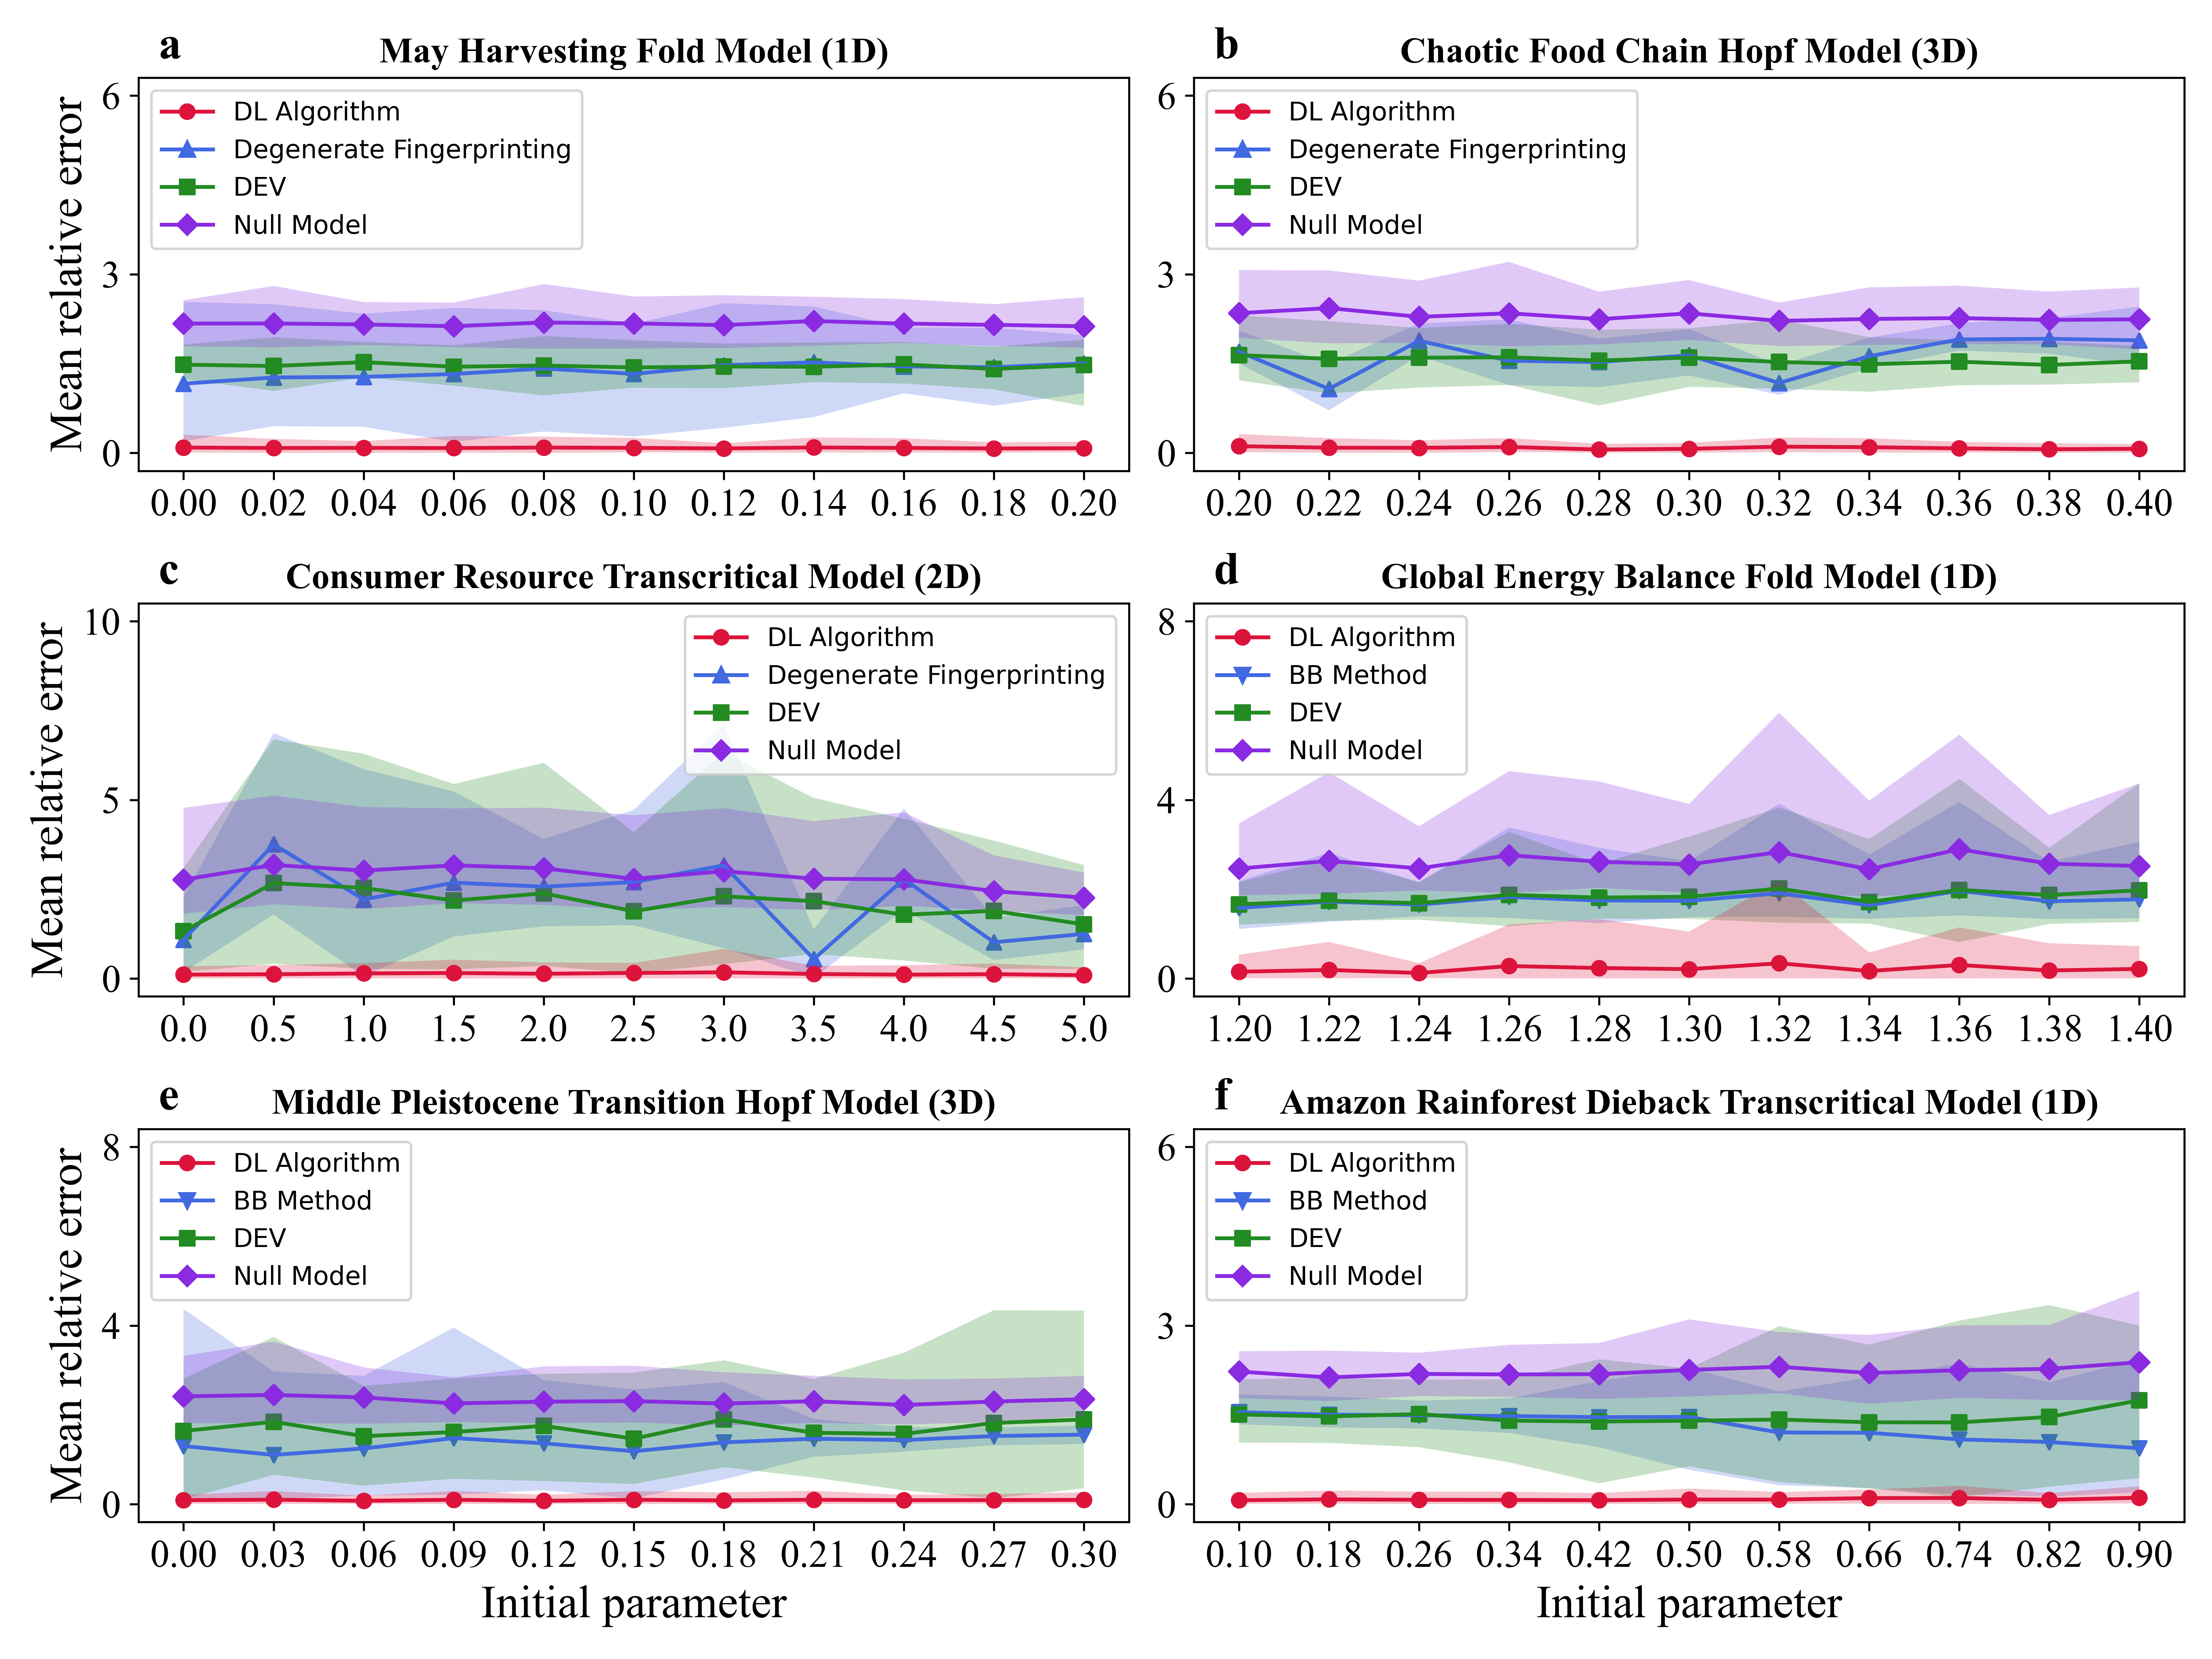 a
May Harvesting Fold Model (1D)
Mean relative error
6
3
0
DL Algorithm
Degenerate Fingerprinting
DEV
Null Model
0.00 0.02 0.04 0.06 0.08 0.10 0.12 0.14 0.16 0.18 0.20
b
Chaotic Food Chain Hopf Model (3D)
6
3
0
DL Algorithm
Degenerate Fingerprinting
DEV
Null Model
0.20 0.22 0.24 0.26 0.28 0.30 0.32 0.34 0.36 0.38 0.40
c
Consumer Resource Transcritical Model (2D)
Mean relative error
10
5
0
DL Algorithm
Degenerate Fingerprinting
DEV
Null Model
0.0 0.5 1.0 1.5 2.0 2.5 3.0 3.5 4.0 4.5 5.0
d
Global Energy Balance Fold Model (1D)
8
4
0
DL Algorithm
BB Method
DEV
Null Model
1.20 1.22 1.24 1.26 1.28 1.30 1.32 1.34 1.36 1.38 1.40
e
Middle Pleistocene Transition Hopf Model (3D)
Mean relative error
8
4
0
DL Algorithm
BB Method
DEV
Null Model
0.00 0.03 0.06 0.09 0.12 0.15 0.18 0.21 0.24 0.27 0.30
Initial parameter
f
Amazon Rainforest Dieback Transcritical Model (1D)
6
3
0
DL Algorithm
BB Method
DEV
Null Model
0.10 0.18 0.26 0.34 0.42 0.50 0.58 0.66 0.74 0.82 0.90
Initial parameter